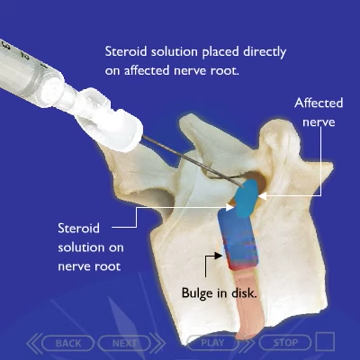 Steroid solution placed directly
on affected nerve root.
Affected
nerve
Steroid
solution on
nerve root
Bulge in disk.
BACK
NEXT
PLAY
STOP